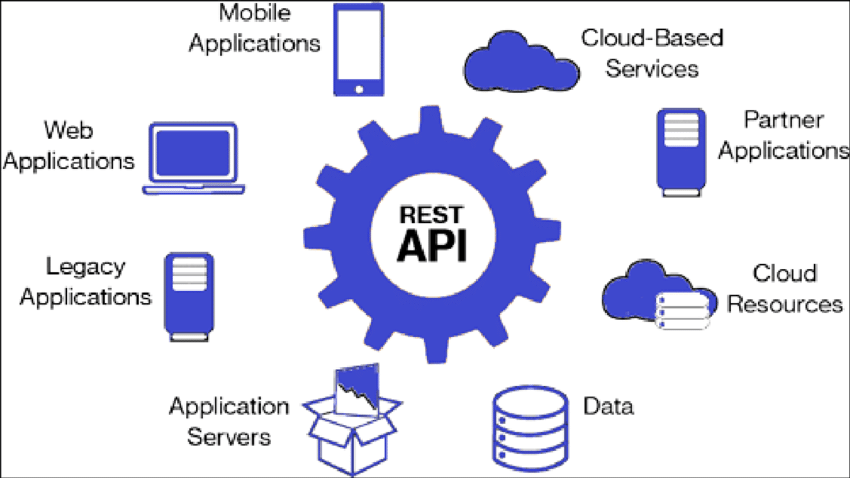 Mobile
Applications
Cloud-Based
Services
Web
Applications
Partner
Applications
REST
API
Legacy
Applications
Cloud
Resources
Application
Servers
Data